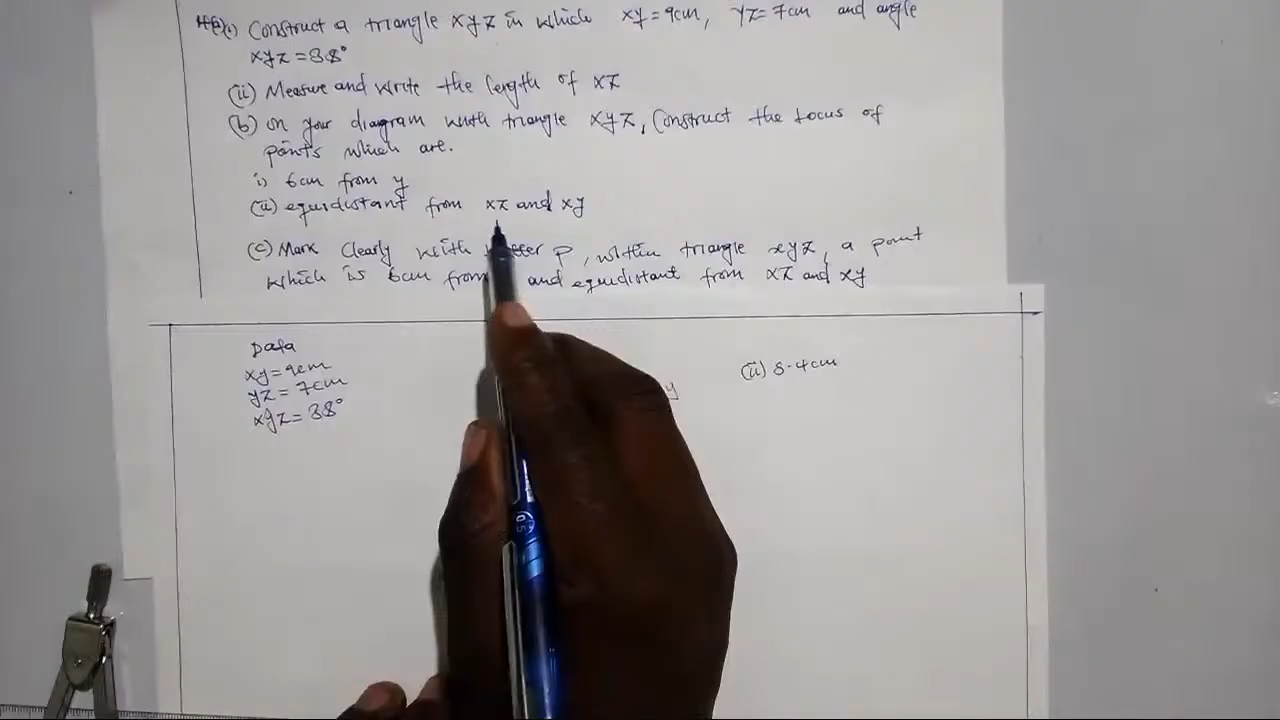 (i) Construct a triangle XYZ in which XY = 9cm, YZ = 7cm and angle
XYZ = 38°
(ii) Measure and write the length of XZ
(b) on your diagram with triangle XYZ, Construct the locus of
points which are.
i) 6cm from y
(ii) equidistant from XZ and XY
(c) Mark Clearly with letter P, within triangle XYZ, a point
which is 6cm from and equidistant from XZ and XY
Data
XY = 9cm
YZ = 7cm
XYZ = 38°
y
(ii) 8.4cm